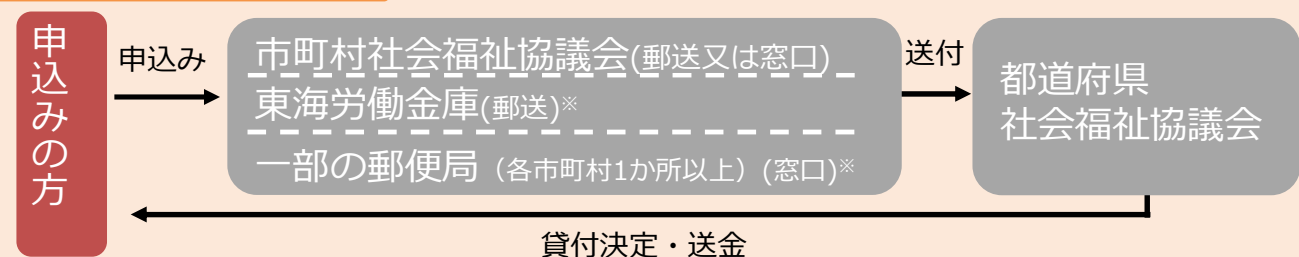 申込みの方
申込み
市町村社会福祉協議会(郵送又は窓口)
東海労働金庫(郵送)※
一部の郵便局（各市町村1か所以上）(窓口)※
送付
都道府県
社会福祉協議会
貸付決定・送金